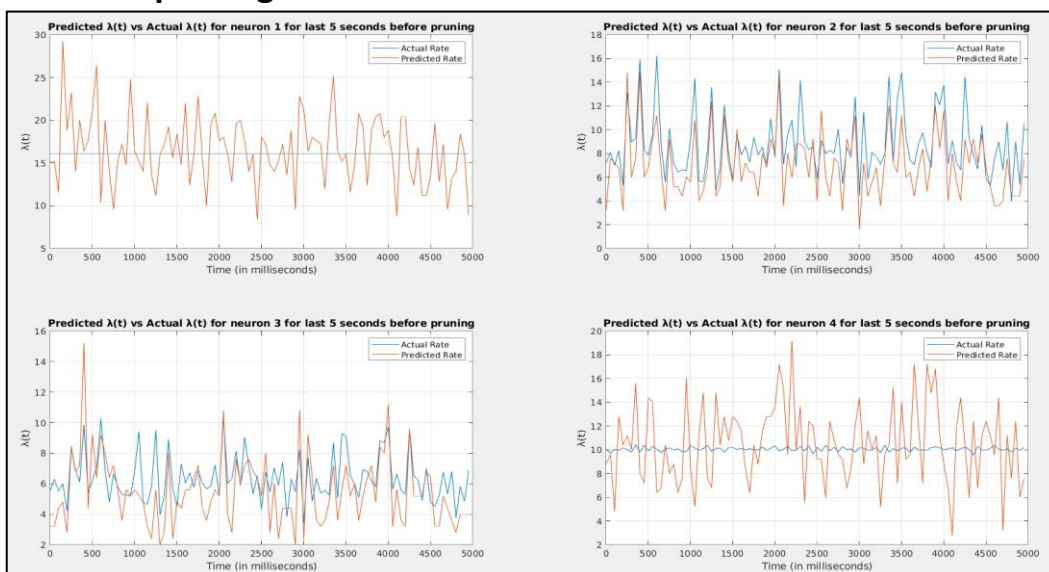 Predicted λ(t) vs Actual λ(t) for neuron 1 for last 5 seconds before pruning
Actual Rate
Predicted Rate
30
25
20
15
10
5
λ(t)
0 500 1000 1500 2000 2500 3000 3500 4000 4500 5000
Time (in milliseconds)
Predicted λ(t) vs Actual λ(t) for neuron 2 for last 5 seconds before pruning
Actual Rate
Predicted Rate
18
16
14
12
10
8
6
4
2
0
λ(t)
0 500 1000 1500 2000 2500 3000 3500 4000 4500 5000
Time (in milliseconds)
Predicted λ(t) vs Actual λ(t) for neuron 3 for last 5 seconds before pruning
Actual Rate
Predicted Rate
16
14
12
10
8
6
4
2
λ(t)
0 500 1000 1500 2000 2500 3000 3500 4000 4500 5000
Time (in milliseconds)
Predicted λ(t) vs Actual λ(t) for neuron 4 for last 5 seconds before pruning
Actual Rate
Predicted Rate
20
18
16
14
12
10
8
6
4
2
λ(t)
0 500 1000 1500 2000 2500 3000 3500 4000 4500 5000
Time (in milliseconds)